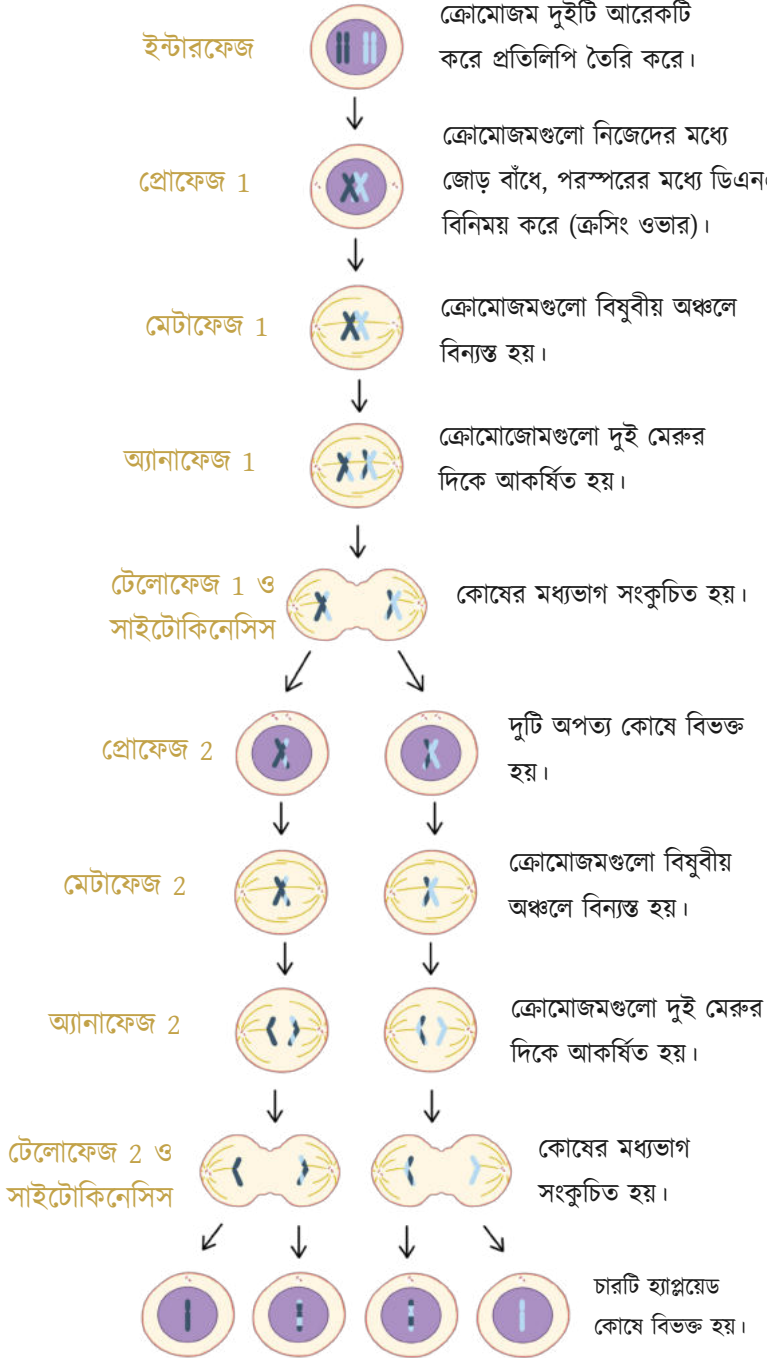 ইন্টারফেজ
ক্রোমোজম দুইটি আরেকটি
করে প্রতিলিপি তৈরি করে।
প্রোফেজ 1
ক্রোমোজমগুলো নিজেদের মধ্যে
জোড় বাঁধে, পরস্পরের মধ্যে
বিনিময় করে (ক্রসিং ওভার)।
মেটাফেজ 1
ক্রোমোজমগুলো বিষুবীয় অঞ্চলে
বিন্যস্ত হয়।
অ্যানাফেজ 1
ক্রোমোজোমগুলো দুই মেরুর
দিকে আকর্ষিত হয়।
টেলোফেজ 1 ও
সাইটোকিনেসিস
কোষের মধ্যভাগ সংকুচিত হয়।
প্রোফেজ 2
দুটি অপত্য কোষে বিভক্ত
হয়।
মেটাফেজ 2
ক্রোমোজমগুলো বিষুবীয়
অঞ্চলে বিন্যস্ত হয়।
অ্যানাফেজ 2
ক্রোমোজমগুলো দুই মেরুর
দিকে আকর্ষিত হয়।
টেলোফেজ 2 ও
সাইটোকিনেসিস
কোষের মধ্যভাগ
সংকুচিত হয়।
চারটি হ্যাপ্লয়েড
কোষে বিভক্ত হয়।